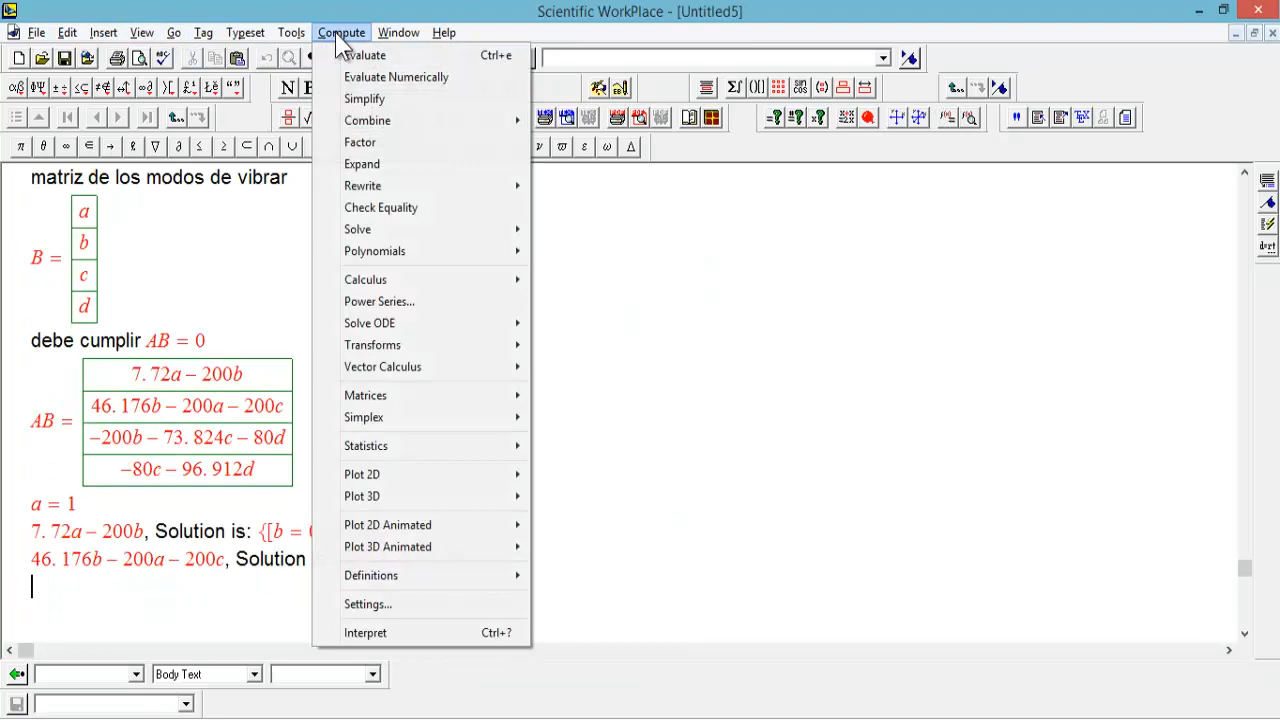 Scientific WorkPlace - [Untitled5]
File Edit Insert View Go Tag Typeset Tools Compute Window Help
Evaluate Ctrl+e
Evaluate Numerically
Simplify
Combine
Factor
Expand
Rewrite
Check Equality
Solve
Polynomials
Calculus
Power Series...
Solve ODE
Transforms
Vector Calculus
Matrices
Simplex
Statistics
Plot 2D
Plot 3D
Plot 2D Animated
Plot 3D Animated
Definitions
Settings...
Interpret Ctrl+?
matriz de los modos de vibrar
a
b
B =
c
d
debe cumplir AB = 0
7.72a − 200b
46.176b − 200a − 200c
AB =
−200b − 73.824c − 80d
−80c − 96.912d
a = 1
7.72a − 200b, Solution is: {[b =
46.176b − 200a − 200c, Solution
Body Text